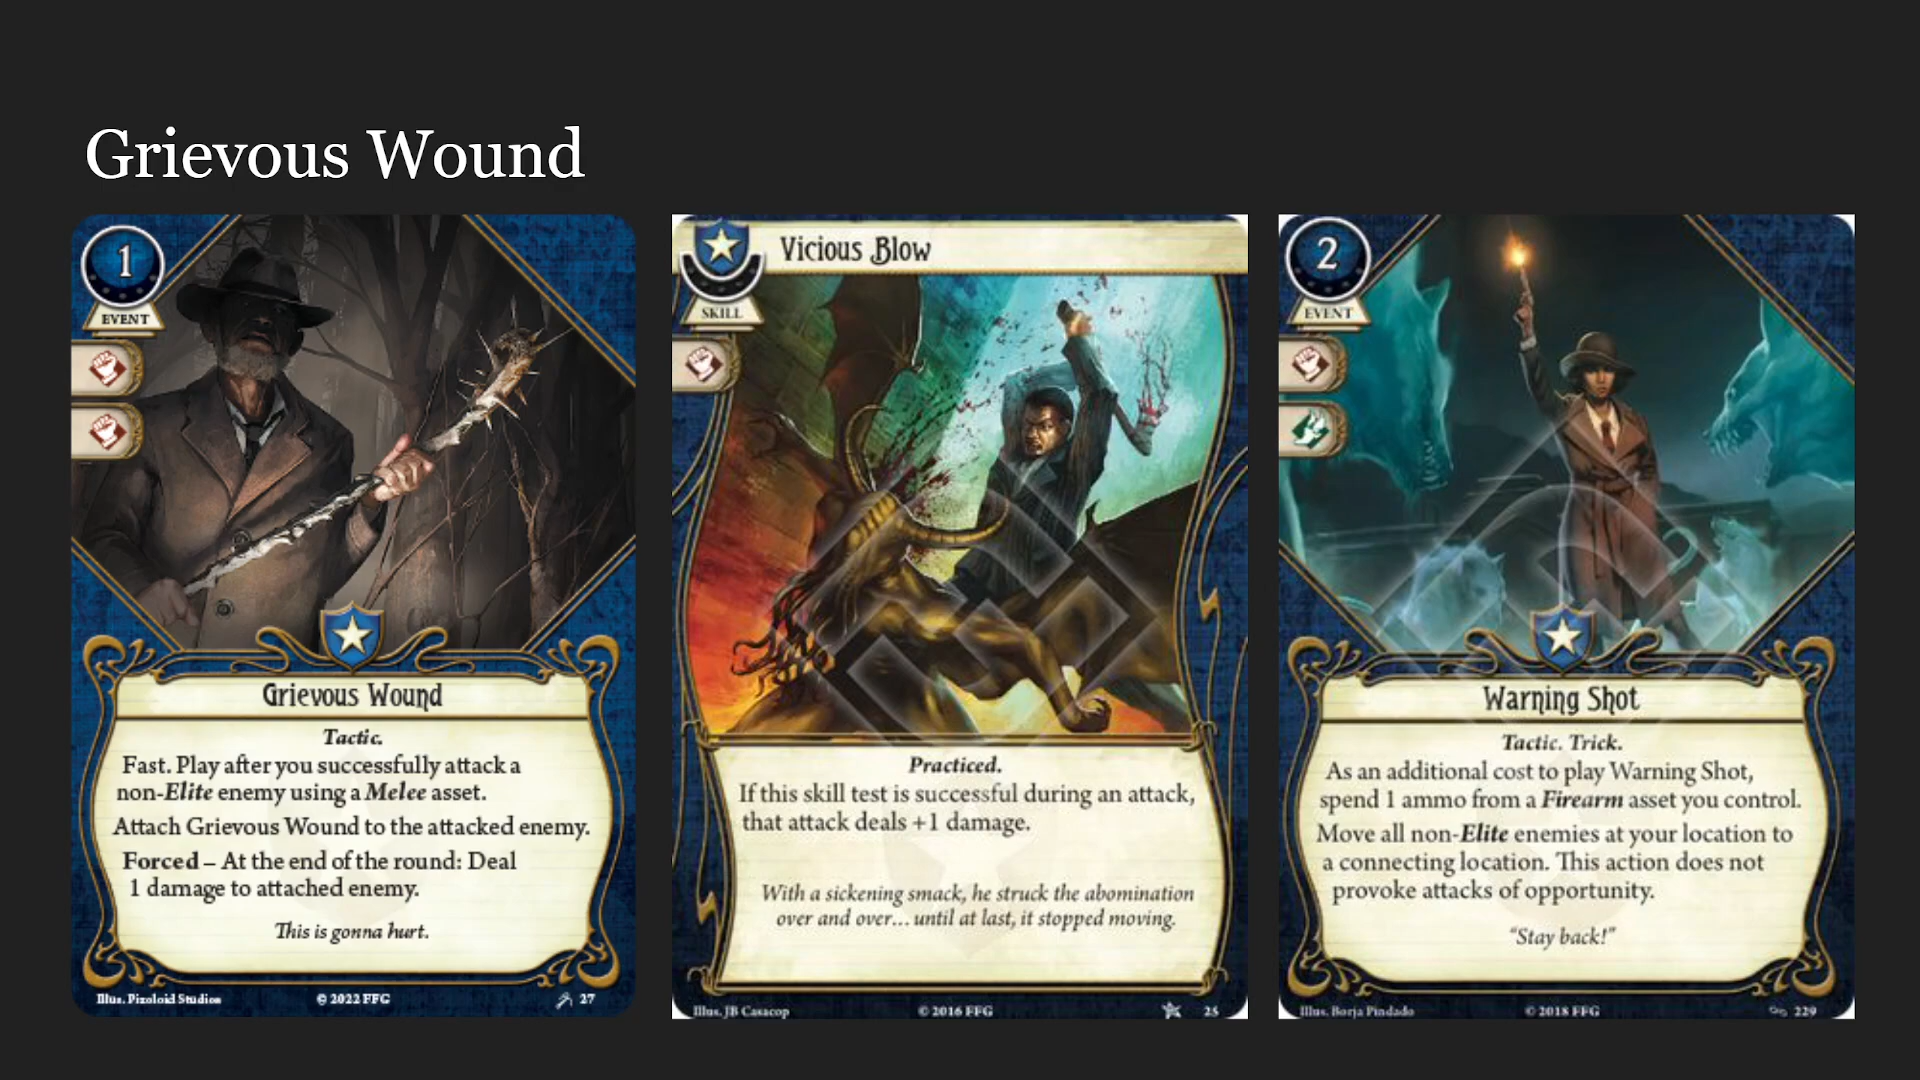 Grievous Wound
1
EVENT
Grievous Wound
Tactic.
Fast. Play after you successfully attack a
non-Elite enemy using a Melee asset.
Attach Grievous Wound to the attacked enemy.
Forced – At the end of the round: Deal
1 damage to attached enemy.
This is gonna hurt.
Illus. Pixoloid Studios © 2022 FFG 27
Vicious Blow
SKILL
Practiced.
If this skill test is successful during an attack,
that attack deals +1 damage.
With a sickening smack, he struck the abomination
over and over… until at last, it stopped moving.
Illus. JB Casacop © 2016 FFG 25
2
EVENT
Warning Shot
Tactic. Trick.
As an additional cost to play Warning Shot,
spend 1 ammo from a Firearm asset you control.
Move all non-Elite enemies at your location to
a connecting location. This action does not
provoke attacks of opportunity.
“Stay back!”
Illus. Borja Pindado © 2018 FFG 229